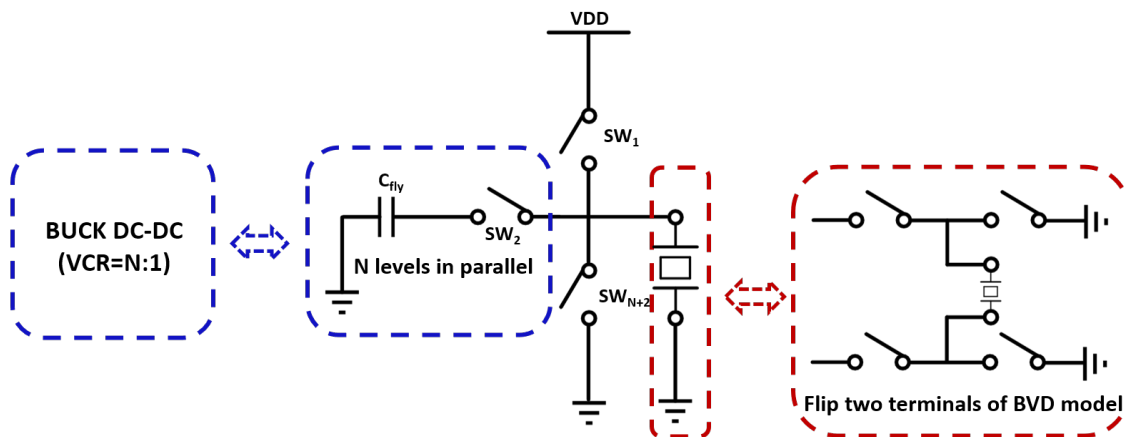 VDD
SW1
Cfly
SW2
BUCK DC-DC
(VCR=N:1)
N levels in parallel
SWN+2
Flip two terminals of BVD model